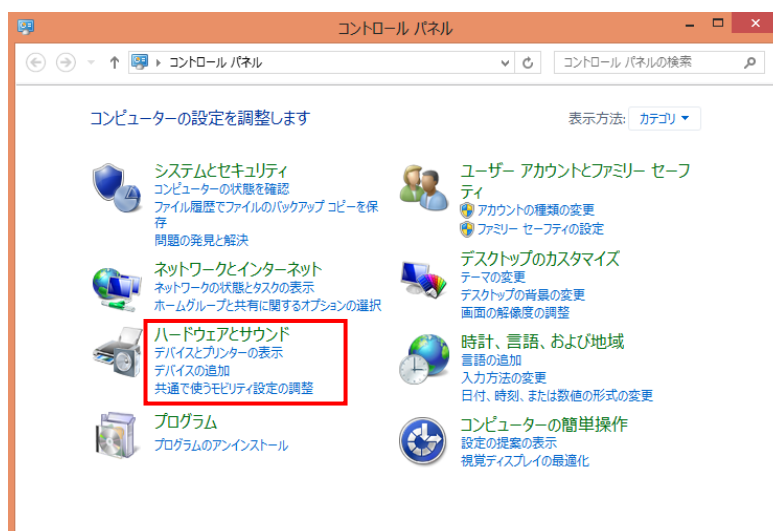 コントロール パネル
コントロール パネル
コントロール パネルの検索
コンピューターの設定を調整します
表示方法: カテゴリ
システムとセキュリティ
コンピューターの状態を確認
ファイル履歴でファイルのバックアップ コピーを保
存
問題の発見と解決
ネットワークとインターネット
ネットワークの状態とタスクの表示
ホームグループと共有に関するオプションの選択
ハードウェアとサウンド
デバイスとプリンターの表示
デバイスの追加
共通で使うモビリティ設定の調整
プログラム
プログラムのアンインストール
ユーザー アカウントとファミリー セーフ
ティ
アカウントの種類の変更
ファミリー セーフティの設定
デスクトップのカスタマイズ
テーマの変更
デスクトップの背景の変更
画面の解像度の調整
時計、言語、および地域
言語の追加
入力方法の変更
日付、時刻、または数値の形式の変更
コンピューターの簡単操作
設定の提案の表示
視覚ディスプレイの最適化